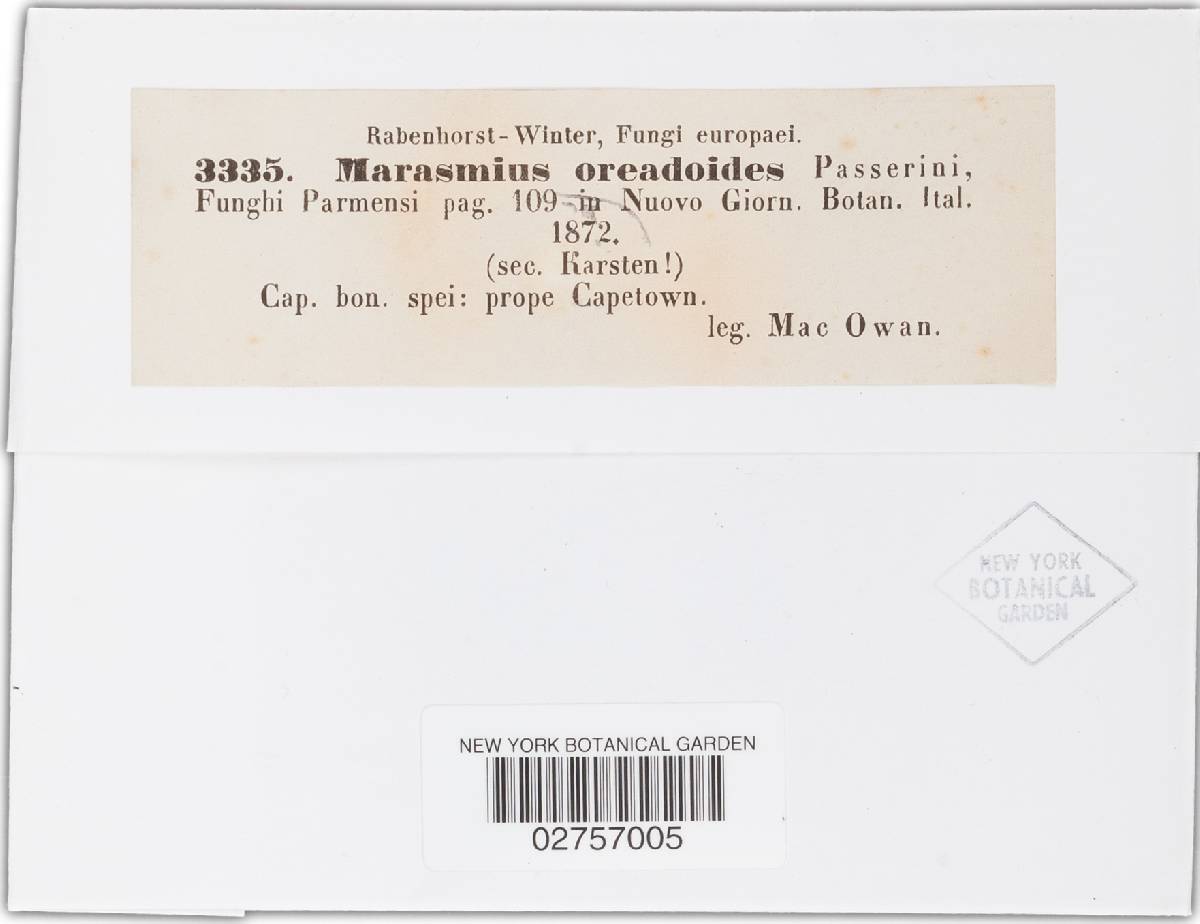 Rabenhorst-Winter, Fungi europaei.
3335. Marasmius oreadoides Passerini,
Funghi Parmensi pag. 109 in Nuovo Giorn. Botan. Ital.
1872.
(sec. Karsten!)
Cap. bon. spei: prope Capetown.
leg. Mac Owan.
NEW YORK
BOTANICAL
GARDEN
NEW YORK BOTANICAL GARDEN
02757005